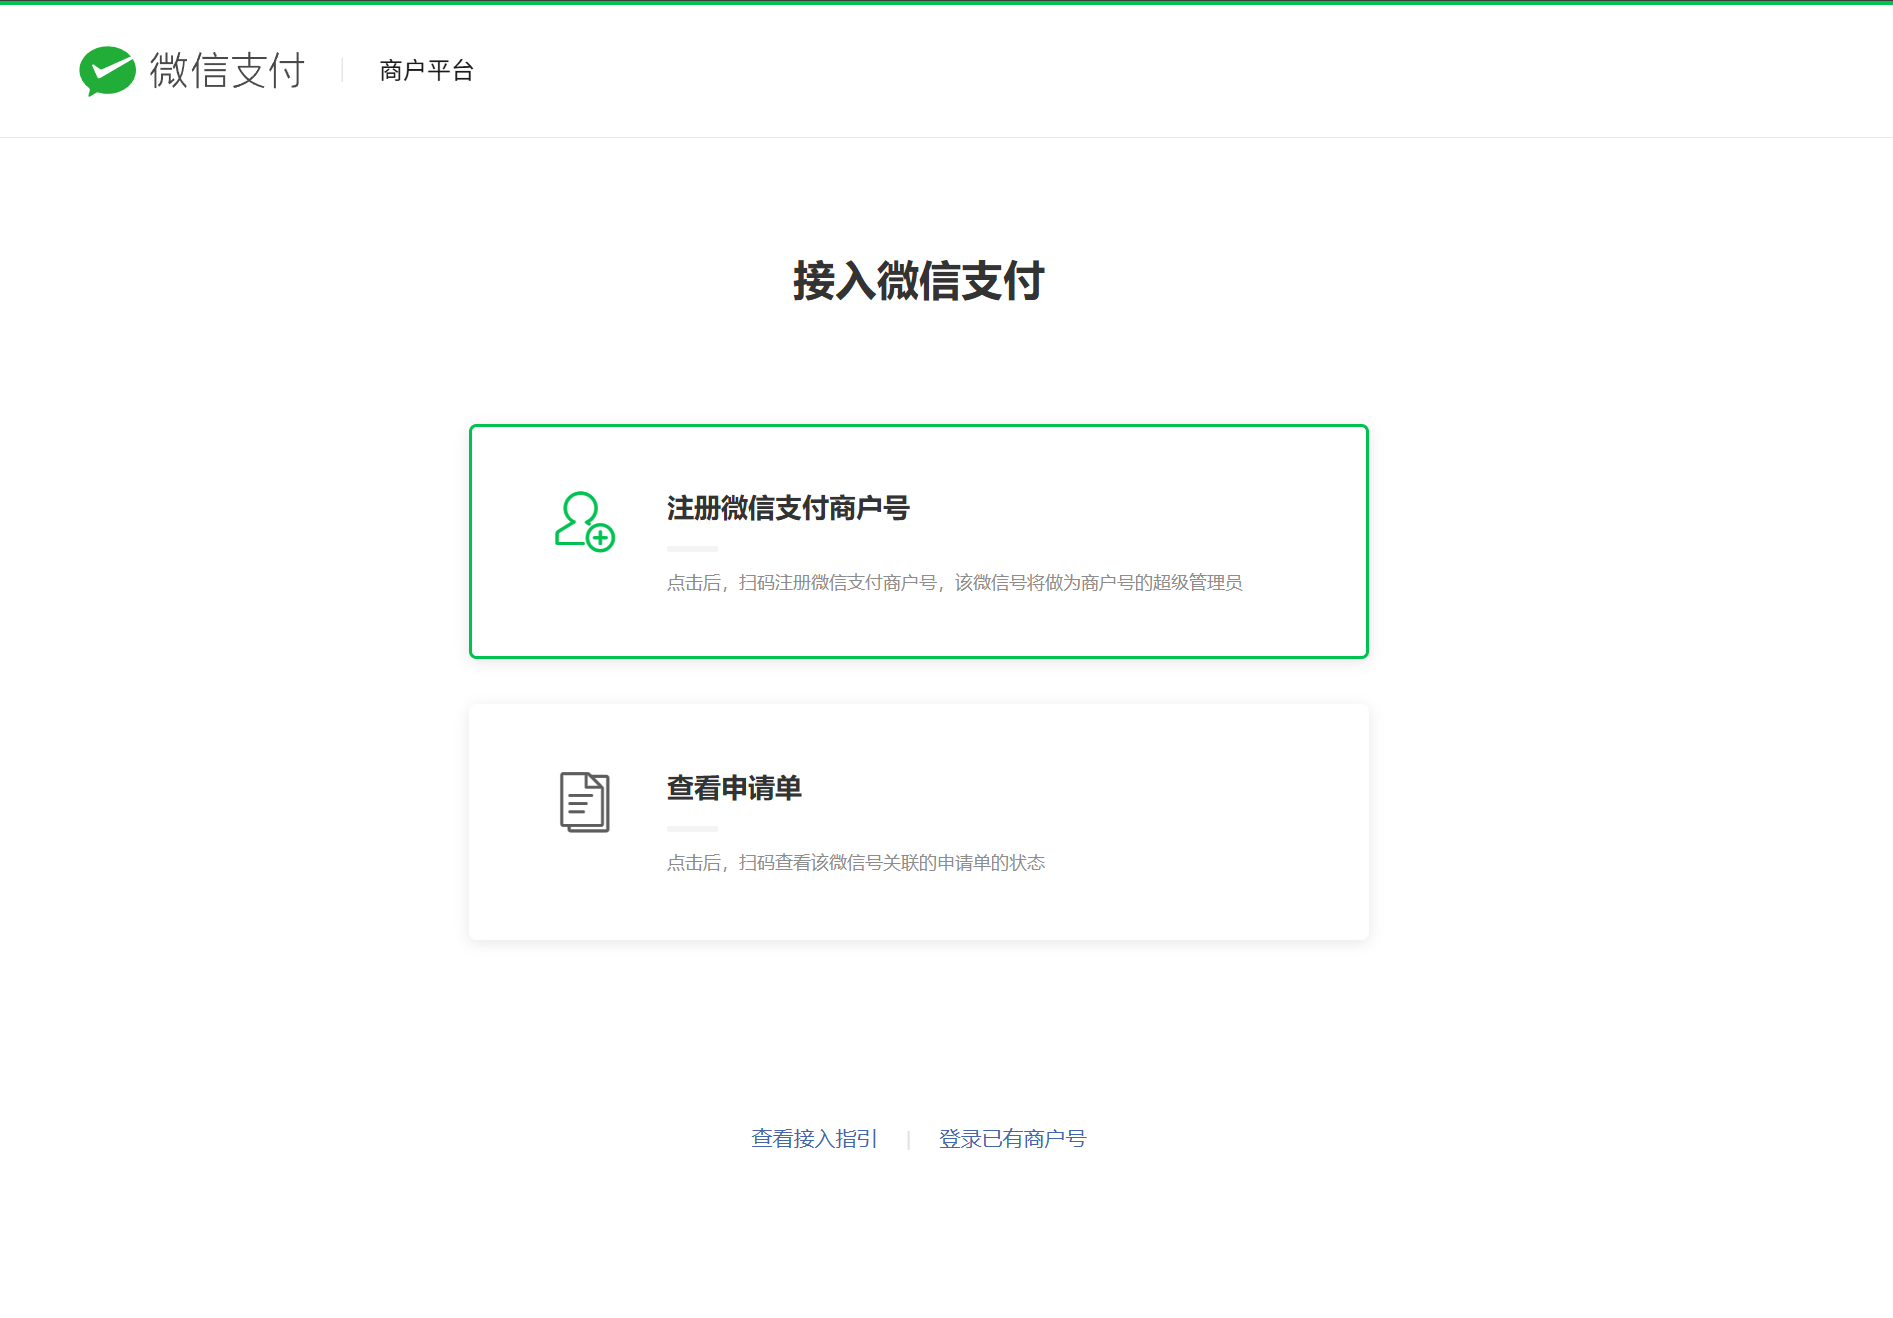 微信支付
商户平台
接入微信支付
注册微信支付商户号
点击后，扫码注册微信支付商户号，该微信号将做为商户号的超级管理员
查看申请单
点击后，扫码查看该微信号关联的申请单的状态
查看接入指引 | 登录已有商户号